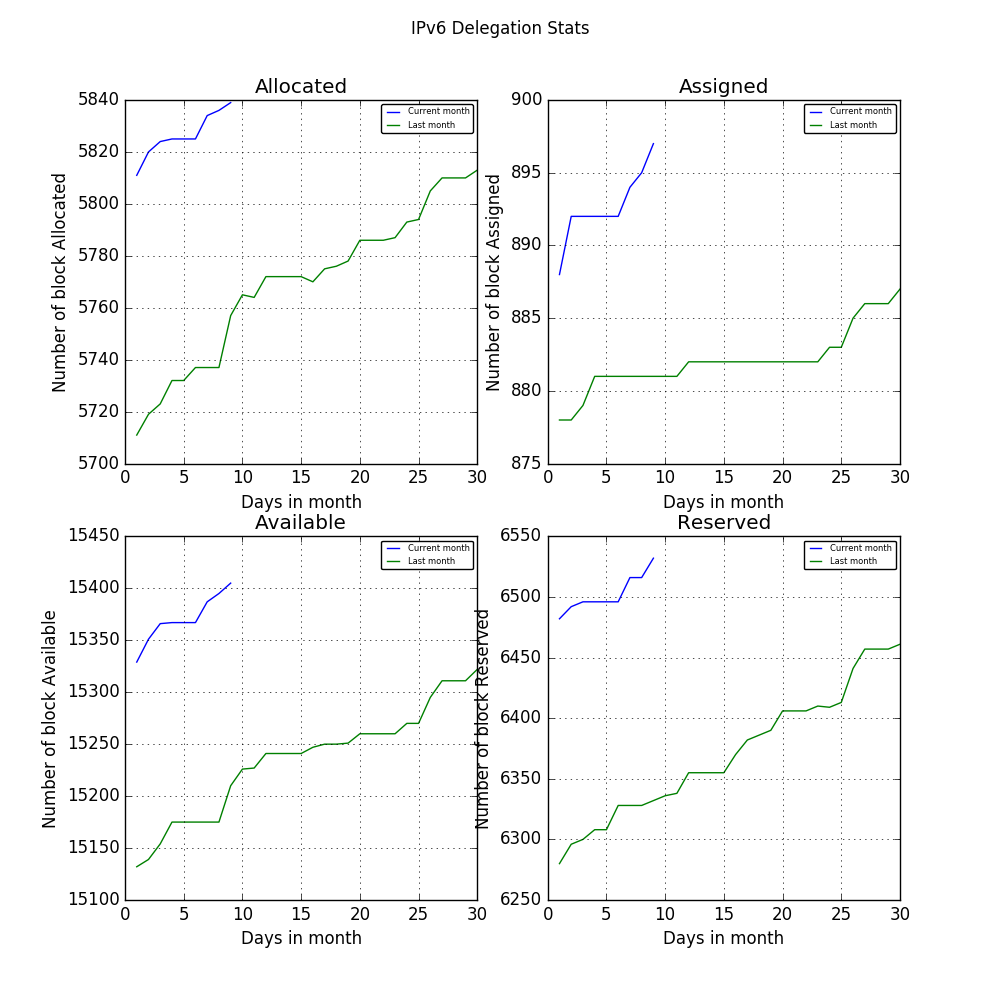 IPv6 Delegation Stats
Allocated
Number of block Allocated
5840
5820
5800
5780
5760
5740
5720
5700
0 5 10 15 20 25 30
Days in month
Current month
Last month
Assigned
Number of block Assigned
900
895
890
885
880
875
0 5 10 15 20 25 30
Days in month
Current month
Last month
Available
Number of block Available
15450
15400
15350
15300
15250
15200
15150
15100
0 5 10 15 20 25 30
Days in month
Current month
Last month
Reserved
Number of block Reserved
6550
6500
6450
6400
6350
6300
6250
0 5 10 15 20 25 30
Days in month
Current month
Last month